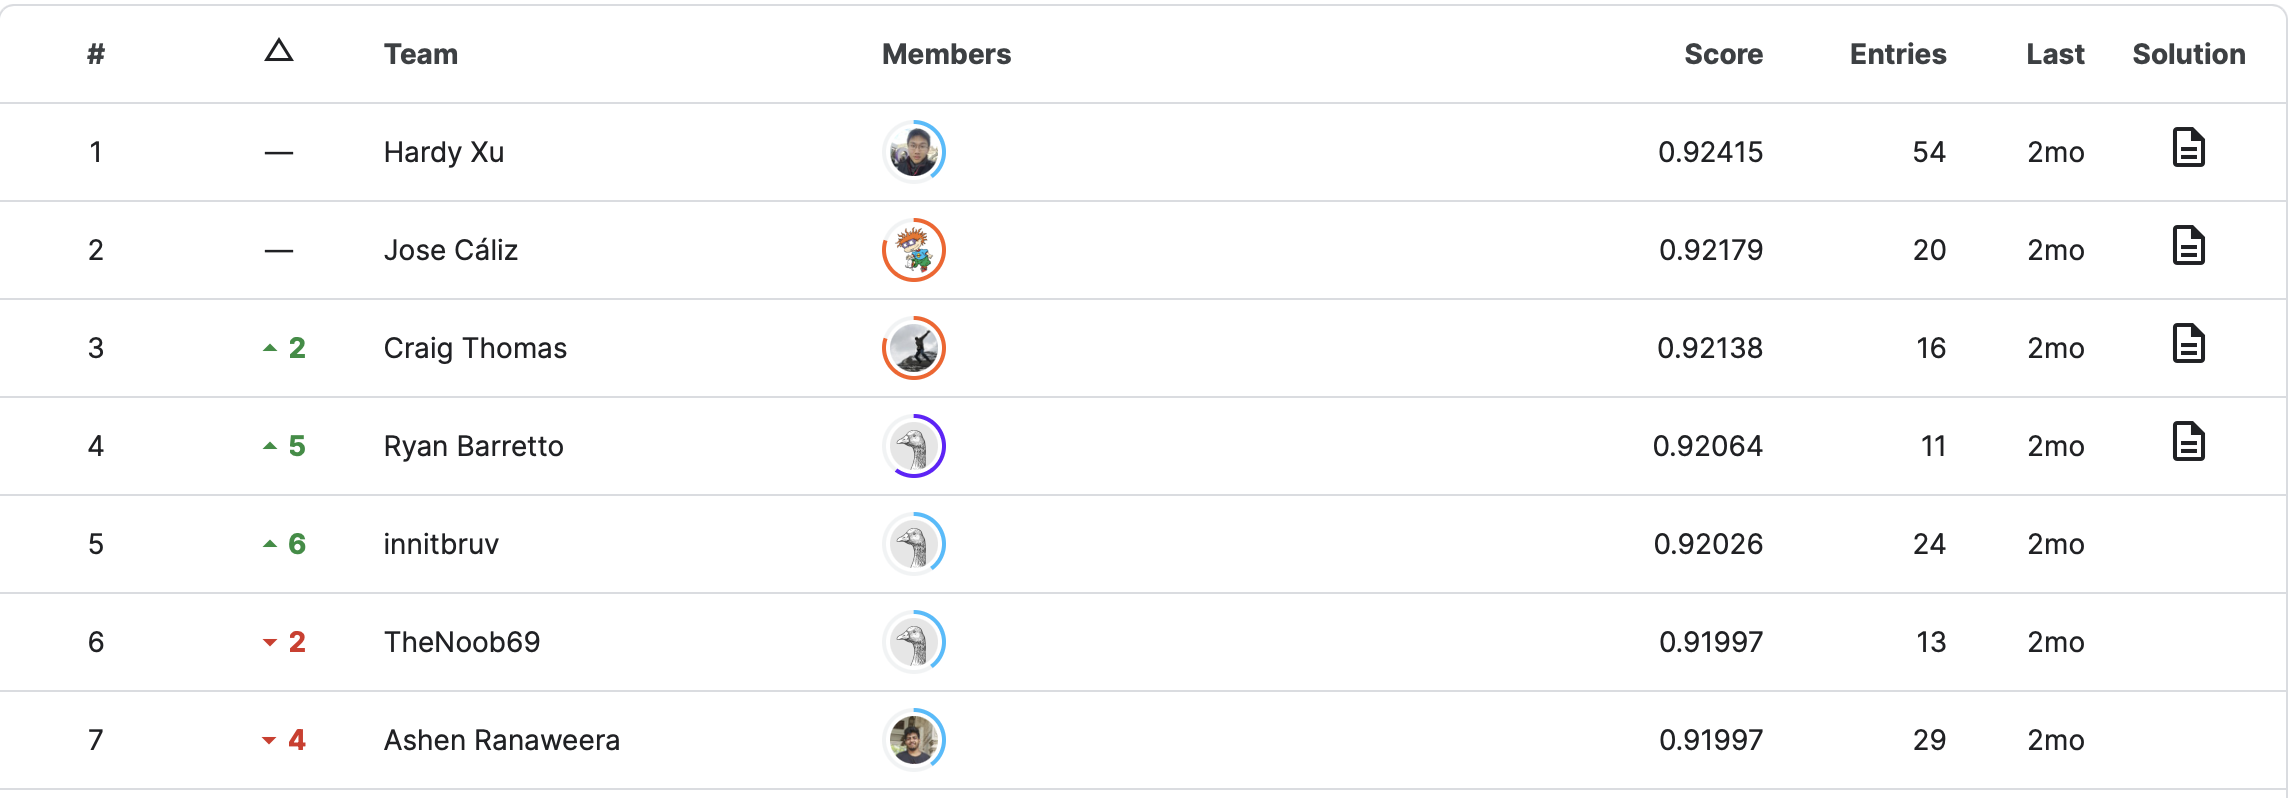 # △ Team Members Score Entries Last Solution
1 — Hardy Xu 0.92415 54 2mo
2 — Jose Cáliz 0.92179 20 2mo
3 2 Craig Thomas 0.92138 16 2mo
4 5 Ryan Barretto 0.92064 11 2mo
5 6 innitbruv 0.92026 24 2mo
6 2 TheNoob69 0.91997 13 2mo
7 4 Ashen Ranaweera 0.91997 29 2mo